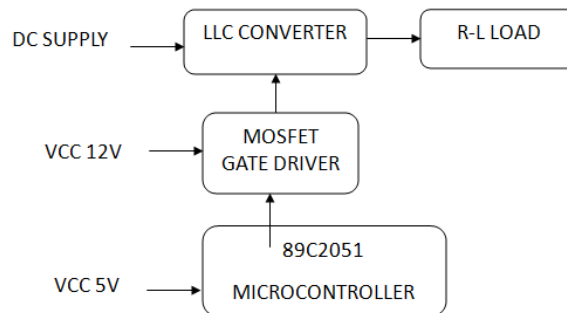 DC SUPPLY
LLC CONVERTER
R-L LOAD
VCC 12V
MOSFET
GATE DRIVER
89C2051
VCC 5V
MICROCONTROLLER